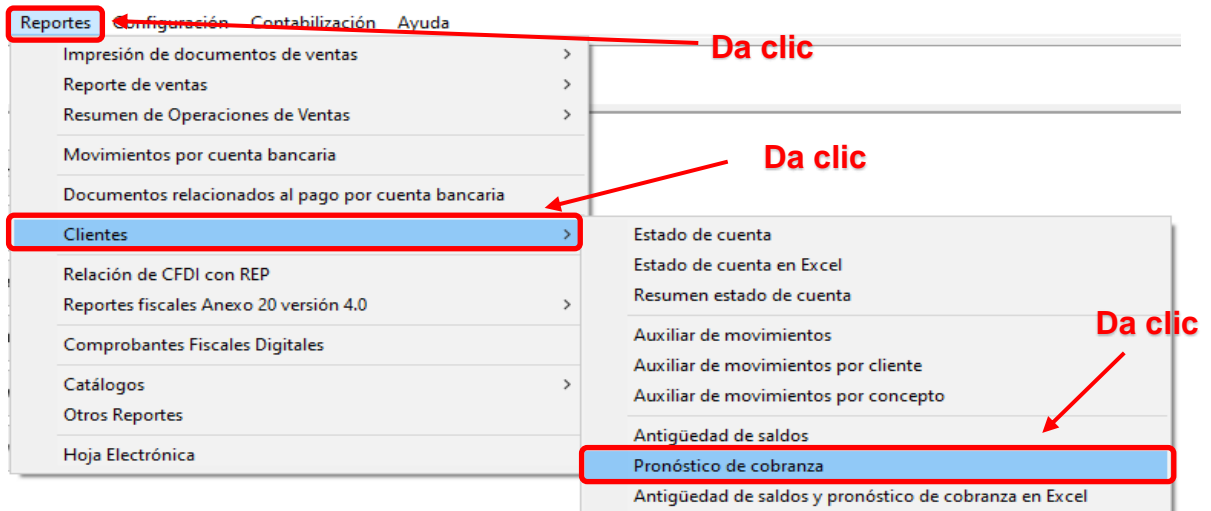 Reportes Configuración Contabilización Ayuda
Da clic
Impresión de documentos de ventas
Reporte de ventas
Resumen de Operaciones de Ventas
Movimientos por cuenta bancaria
Da clic
Documentos relacionados al pago por cuenta bancaria
Clientes
Relación de CFDI con REP
Reportes fiscales Anexo 20 versión 4.0
Comprobantes Fiscales Digitales
Catálogos
Otros Reportes
Hoja Electrónica
Estado de cuenta
Estado de cuenta en Excel
Resumen estado de cuenta
Da clic
Auxiliar de movimientos
Auxiliar de movimientos por cliente
Auxiliar de movimientos por concepto
Antigüedad de saldos
Pronóstico de cobranza
Antigüedad de saldos y pronóstico de cobranza en Excel